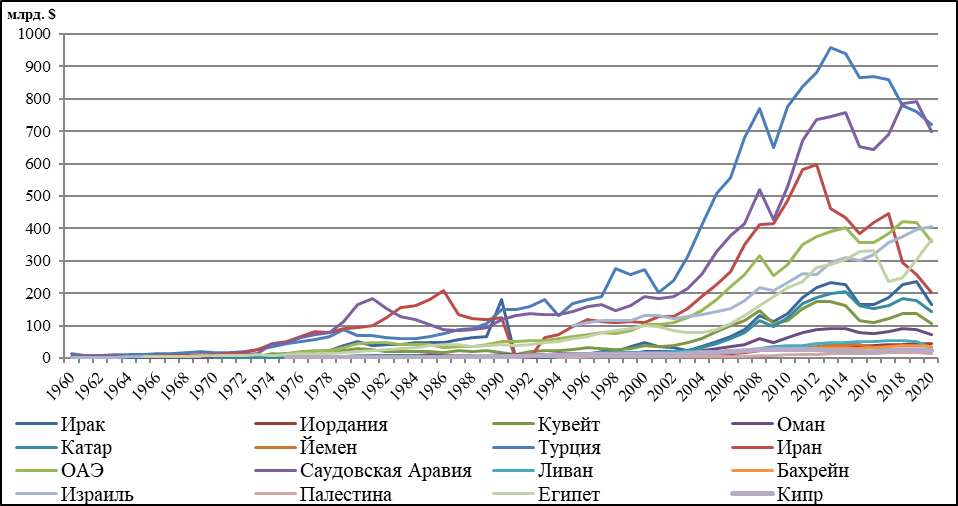 млрд. $
1000
900
800
700
600
500
400
300
200
100
0
1960 1962 1964 1966 1968 1970 1972 1974 1976 1978 1980 1982 1984 1986 1988 1990 1992 1994 1996 1998 2000 2002 2004 2006 2008 2010 2012 2014 2016 2018 2020
Ирак Иордания Кувейт Оман
Катар Йемен Турция Иран
ОАЭ Саудовская Аравия Ливан Бахрейн
Израиль Палестина Египет Кипр